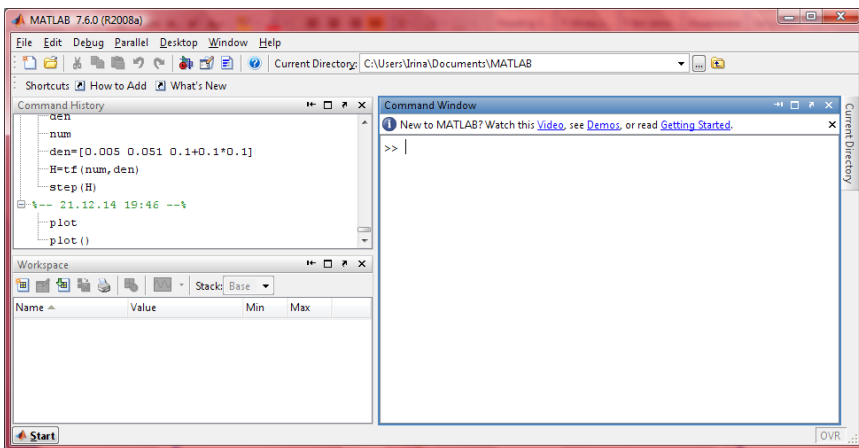 MATLAB 7.6.0 (R2008a)
File Edit Debug Parallel Desktop Window Help
Current Directory: C:\Users\Irina\Documents\MATLAB
Shortcuts How to Add What's New
Command History
den
num
den=[0.005 0.051 0.1+0.1*0.1]
H=tf(num,den)
step(H)
%-- 21.12.14 19:46 --%
plot
plot()
Workspace
Stack: Base
Name Value Min Max
Command Window
New to MATLAB? Watch this Video, see Demos, or read Getting Started.
>>
Current Directory
Start
OVR